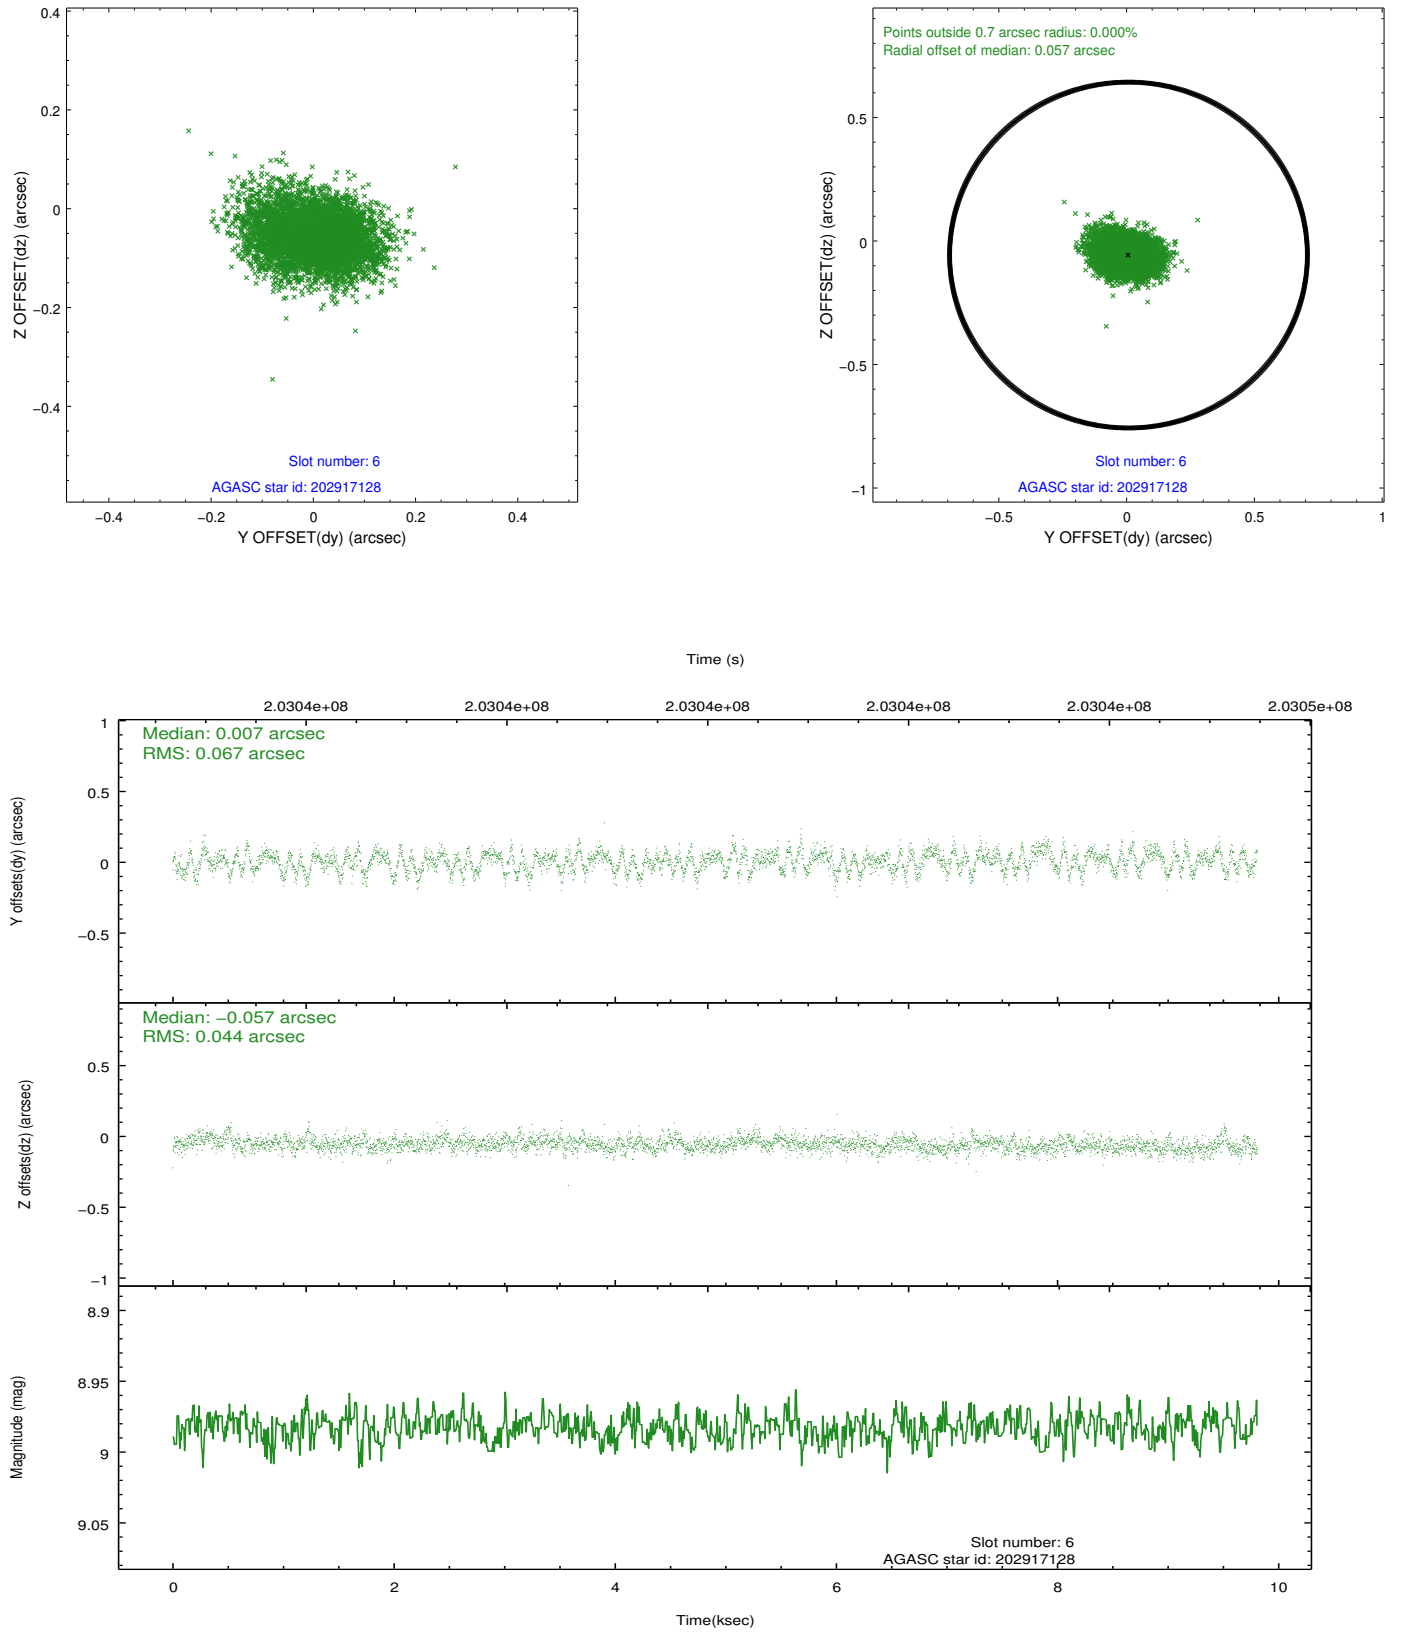 0.4
0.2
0
−0.2
−0.4
Z OFFSET(dz) (arcsec)
Slot number: 6
AGASC star id: 202917128
−0.4 −0.2 0 0.2 0.4
Y OFFSET(dy) (arcsec)
Points outside 0.7 arcsec radius: 0.000%
Radial offset of median: 0.057 arcsec
0.5
0
−0.5
−1
Z OFFSET(dz) (arcsec)
Slot number: 6
AGASC star id: 202917128
−0.5 0 0.5 1
Y OFFSET(dy) (arcsec)
Time (s)
2.0304e+08 2.0304e+08 2.0304e+08 2.0304e+08 2.0304e+08 2.0305e+08
Median: 0.007 arcsec
RMS: 0.067 arcsec
1
0.5
0
−0.5
Y offsets(dy) (arcsec)
Median: −0.057 arcsec
RMS: 0.044 arcsec
0.5
0
−0.5
−1
Z offsets(dz) (arcsec)
8.9
8.95
9
9.05
Magnitude (mag)
Slot number: 6
AGASC star id: 202917128
0 2 4 6 8 10
Time(ksec)